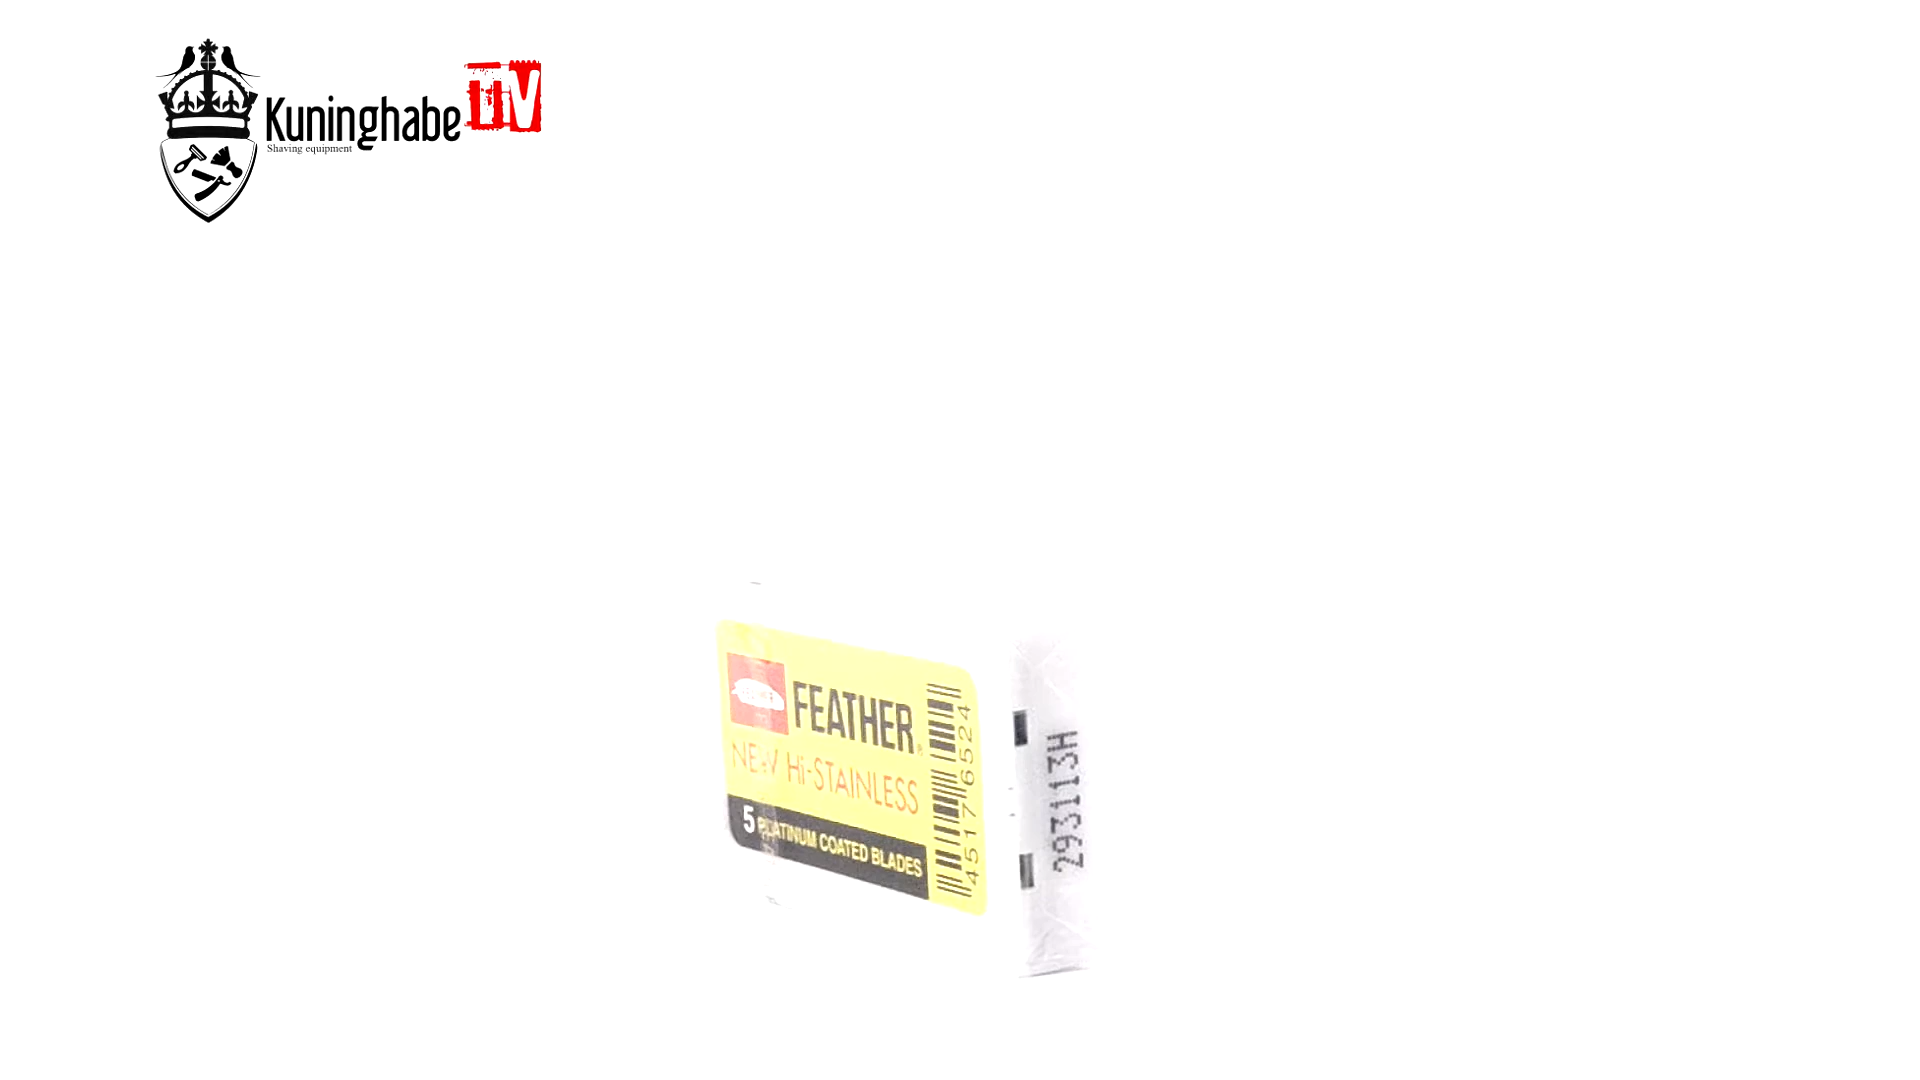 Kuninghabe TV
Shaving equipment
FEATHER
NEW Hi-STAINLESS
5 PLATINUM COATED BLADES
4517 6524
293113H